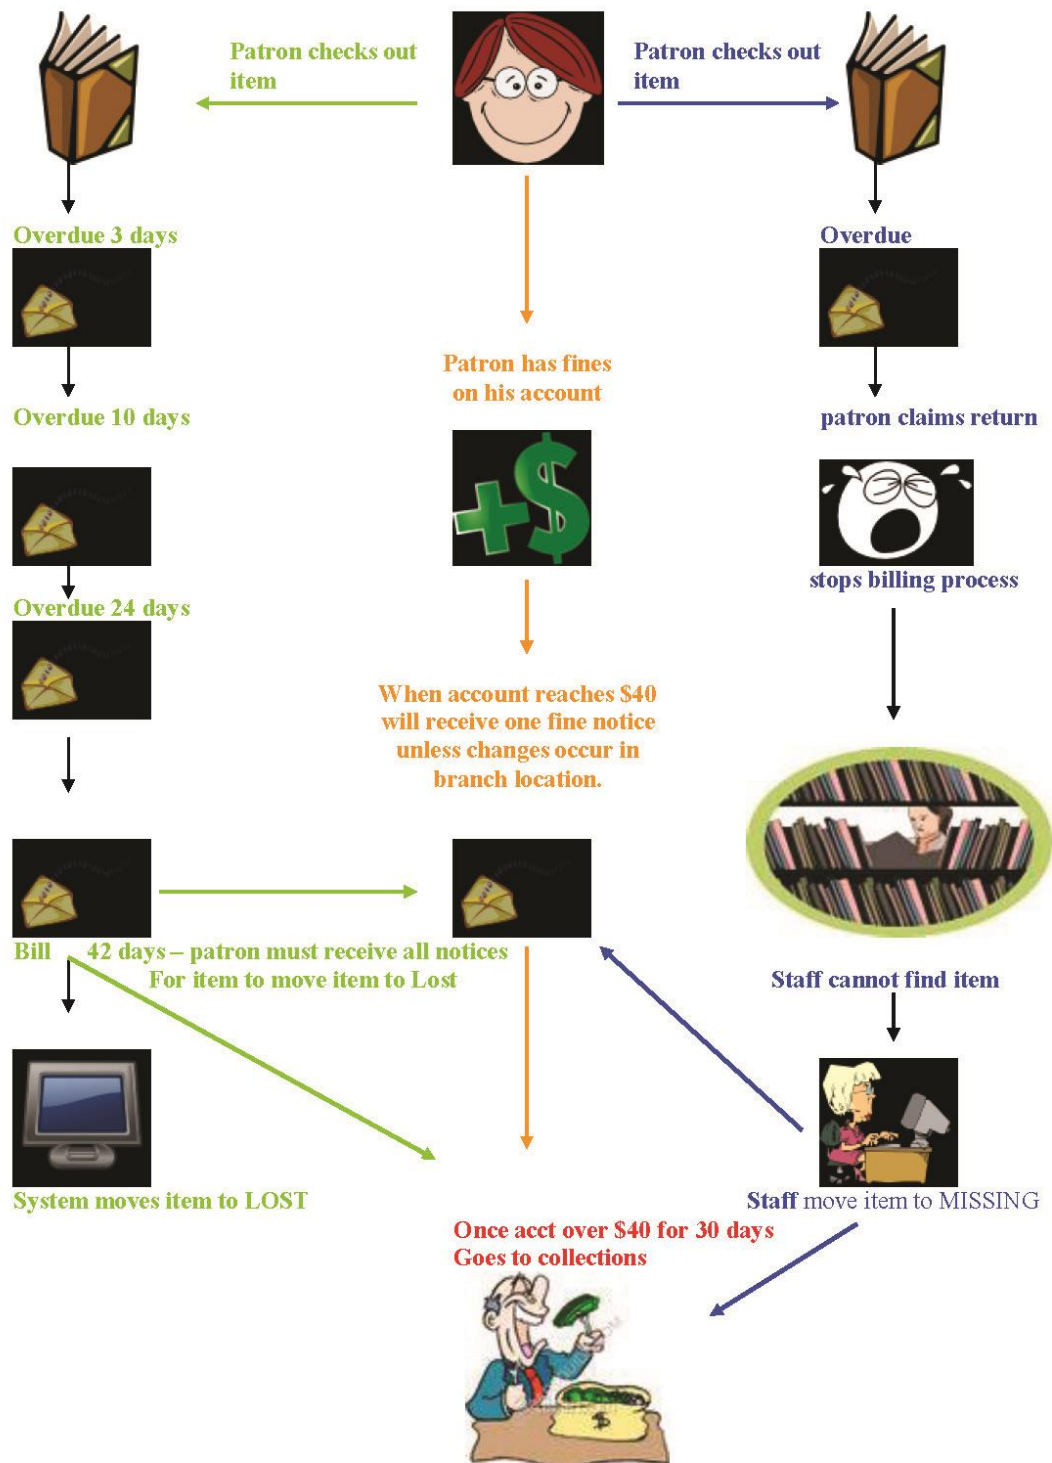 Patron checks out
item
Patron checks out
item
Overdue 3 days
Overdue
Patron has fines
on his account
Overdue 10 days
patron claims return
+$
stops billing process
Overdue 24 days
When account reaches $40
will receive one fine notice
unless changes occur in
branch location.
Bill 42 days – patron must receive all notices
For item to move item to Lost
Staff cannot find item
System moves item to LOST
Staff move item to MISSING
Once acct over $40 for 30 days
Goes to collections
$